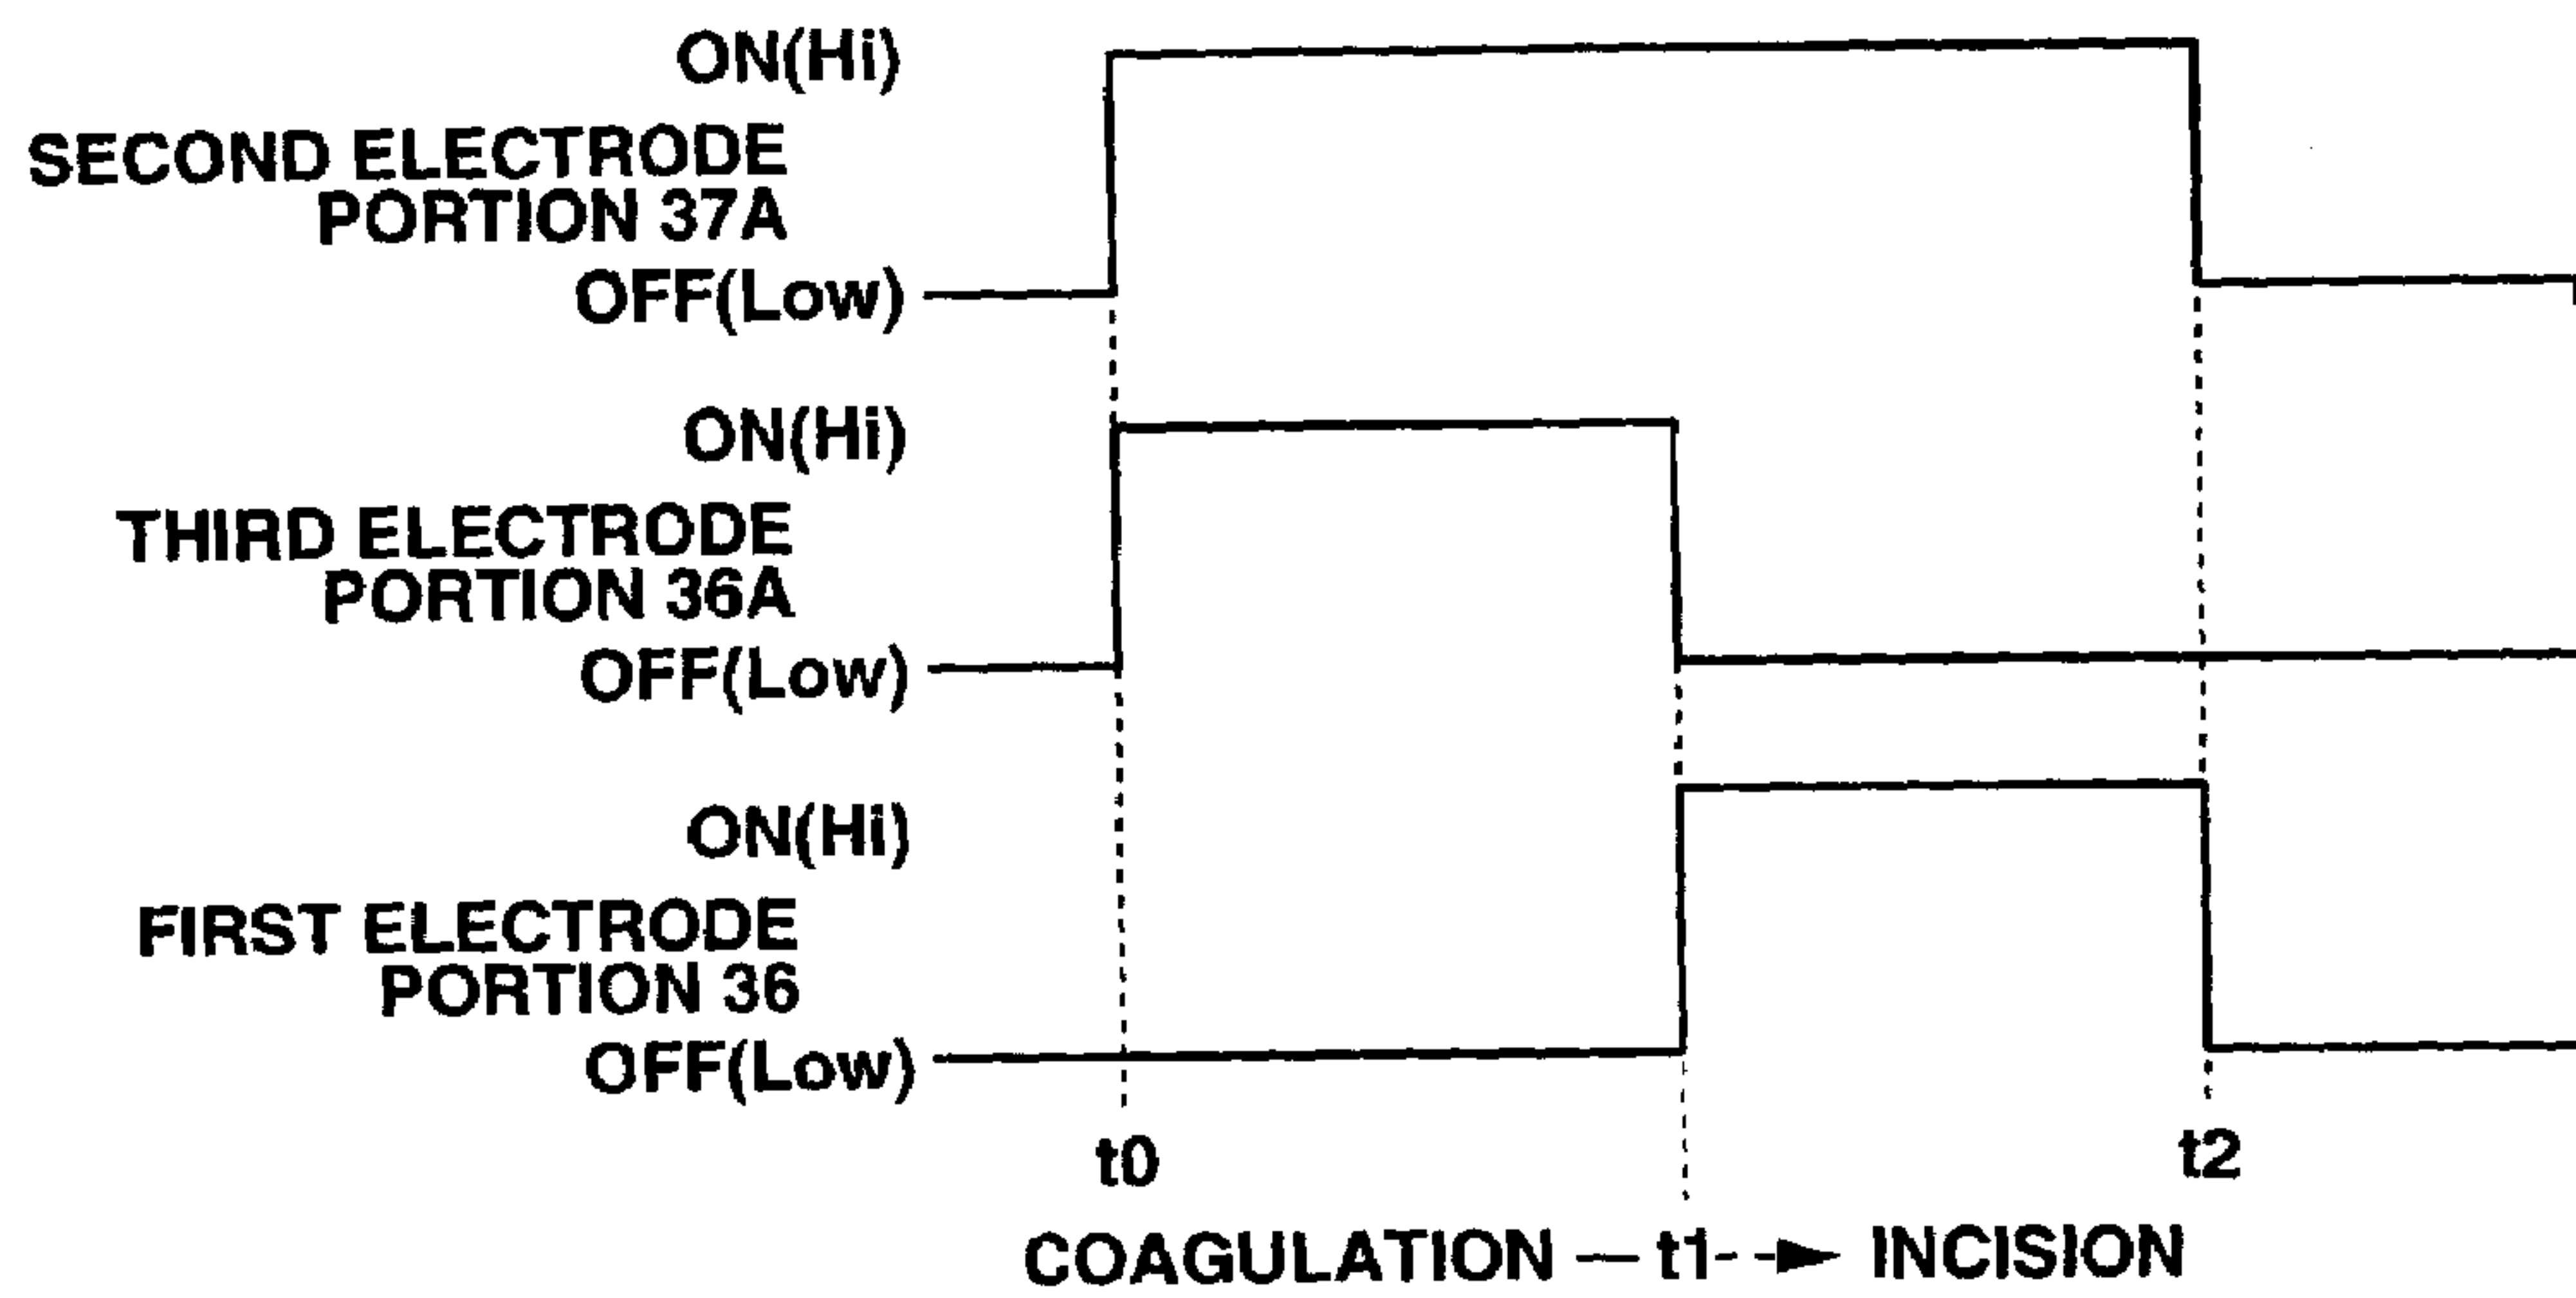 ON(Hi)
SECOND ELECTRODE
PORTION 37A
OFF(Low)
ON(Hi)
THIRD ELECTRODE
PORTION 36A
OFF(Low)
ON(Hi)
FIRST ELECTRODE
PORTION 36
OFF(Low)
t0
t2
COAGULATION — t1 - -► INCISION